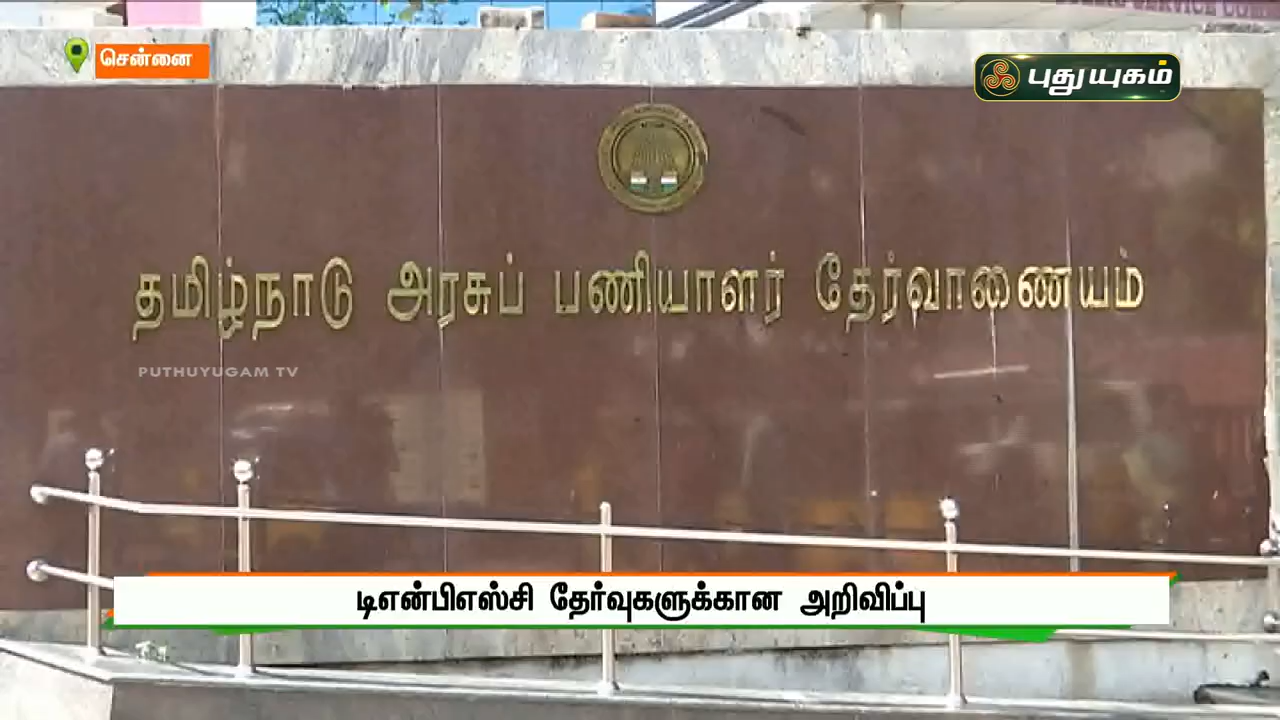 சென்னை
புதுயுகம்
தமிழ்நாடு அரசுப் பணியாளர் தேர்வாணையம்
PUTHUYUGAM TV
டிஎன்பிஎஸ்சி தேர்வுகளுக்கான அறிவிப்பு